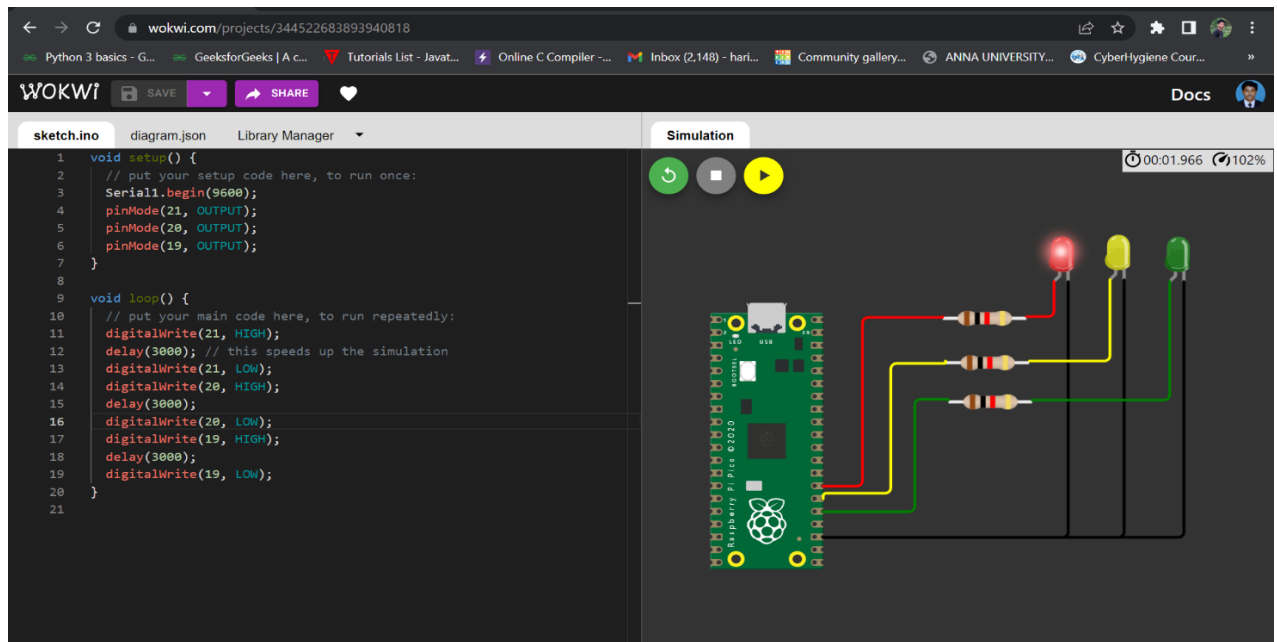 wokwi.com/projects/344522683893940818
Python 3 basics - G... GeeksforGeeks | A c... Tutorials List - Javat... Online C Compiler -... Inbox (2,148) - hari... Community gallery... ANNA UNIVERSITY... CyberHygiene Cour... »
WOKWI SAVE SHARE Docs
sketch.ino diagram.json Library Manager
1 void setup() {
2 // put your setup code here, to run once:
3 Serial1.begin(9600);
4 pinMode(21, OUTPUT);
5 pinMode(20, OUTPUT);
6 pinMode(19, OUTPUT);
7 }
8
9 void loop() {
10 // put your main code here, to run repeatedly:
11 digitalWrite(21, HIGH);
12 delay(3000); // this speeds up the simulation
13 digitalWrite(21, LOW);
14 digitalWrite(20, HIGH);
15 delay(3000);
16 digitalWrite(20, LOW);
17 digitalWrite(19, HIGH);
18 delay(3000);
19 digitalWrite(19, LOW);
20 }
21
Simulation
00:01.966 102%
LED USB
BOOTSEL
Raspberry Pi Pico ©2020